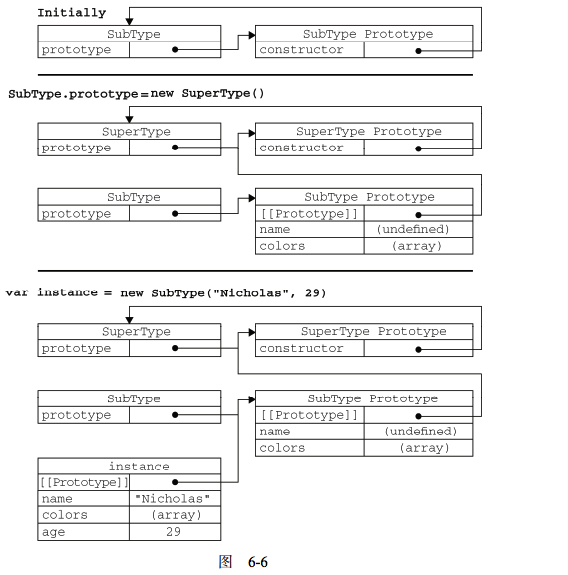 Initially
SubType SubType Prototype
prototype constructor
SubType.prototype=new SuperType()
SuperType SuperType Prototype
prototype constructor
SubType SubType Prototype
prototype [[Prototype]]
name (undefined)
colors (array)
var instance = new SubType("Nicholas", 29)
SuperType SuperType Prototype
prototype constructor
SubType SubType Prototype
prototype [[Prototype]]
name (undefined)
colors (array)
instance
[[Prototype]]
name "Nicholas"
colors (array)
age 29
图 6-6